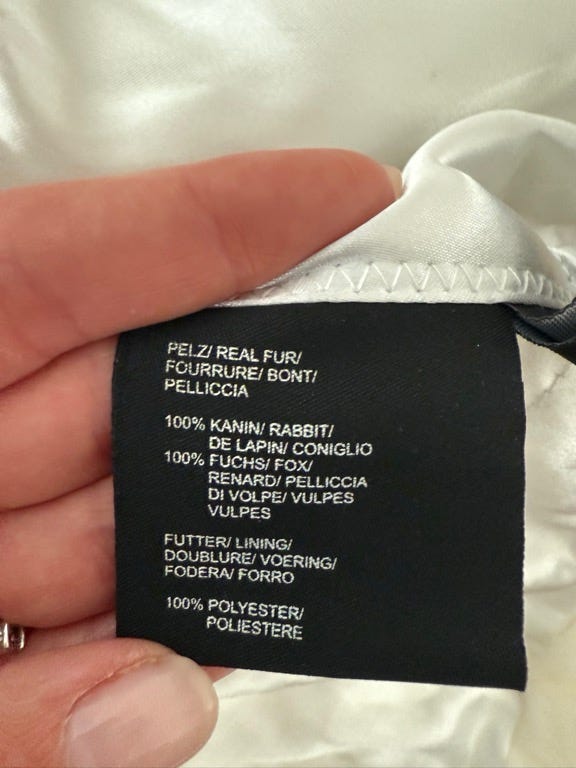 PELZ/ REAL FUR/
FOURRURE/ BONT/
PELLICCIA
100% KANIN/ RABBIT/
DE LAPIN/ CONIGLIO
100% FUCHS/ FOX/
RENARD/ PELLICCIA
DI VOLPE/ VULPES
VULPES
FUTTER/ LINING/
DOUBLURE/ VOERING/
FODERA/ FORRO
100% POLYESTER/
POLIESTERE